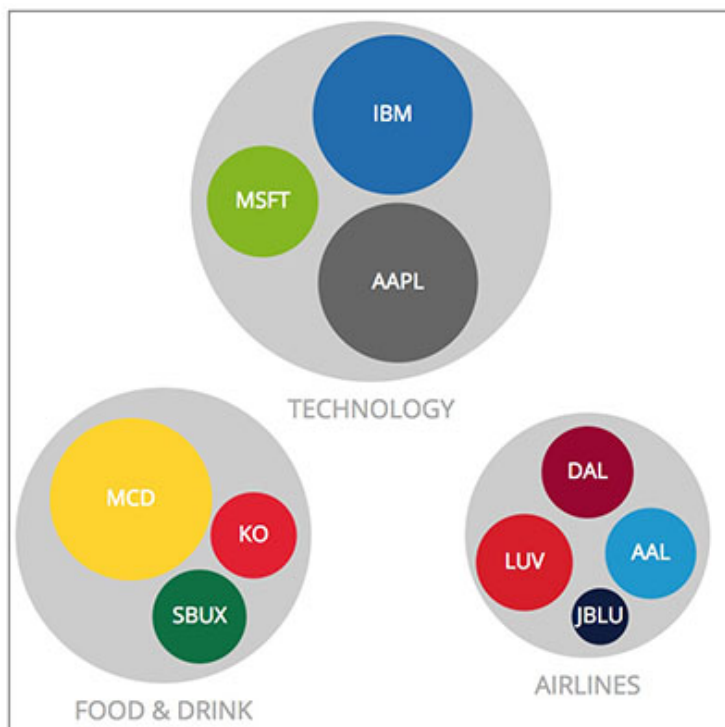 IBM
MSFT
AAPL
TECHNOLOGY
MCD
KO
SBUX
FOOD & DRINK
DAL
LUV
AAL
JBLU
AIRLINES